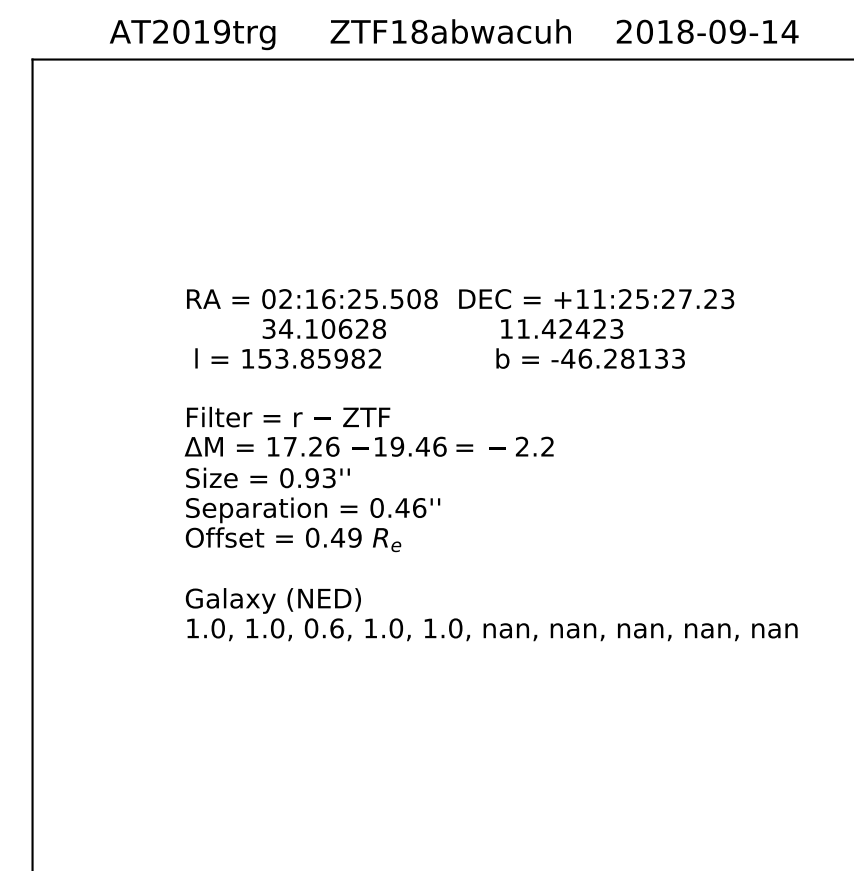 AT2019trg ZTF18abwacuh 2018-09-14
RA = 02:16:25.508 DEC = +11:25:27.23
34.10628 11.42423
l = 153.85982 b = -46.28133
Filter = r − ZTF
ΔM = 17.26 −19.46 = − 2.2
Size = 0.93''
Separation = 0.46''
Offset = 0.49 Re
Galaxy (NED)
1.0, 1.0, 0.6, 1.0, 1.0, nan, nan, nan, nan, nan